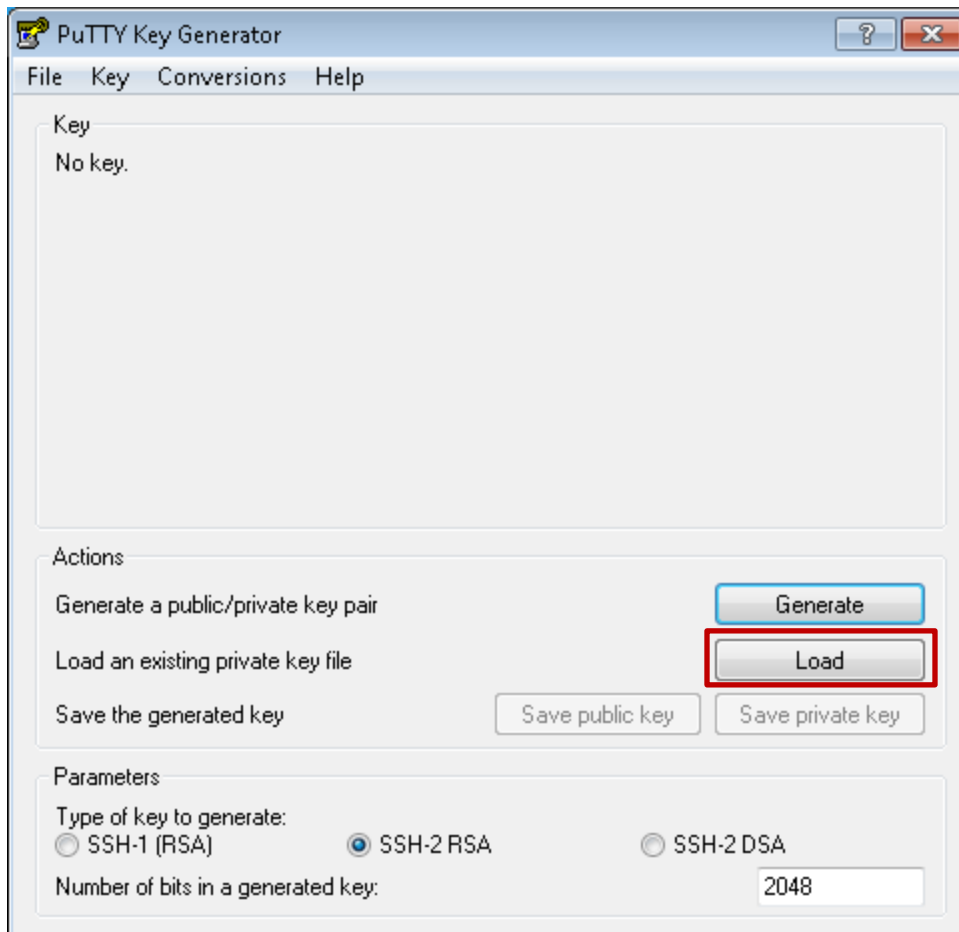 PuTTY Key Generator
File Key Conversions Help
Key
No key.
Actions
Generate a public/private key pair Generate
Load an existing private key file Load
Save the generated key Save public key Save private key
Parameters
Type of key to generate:
SSH-1 (RSA) SSH-2 RSA SSH-2 DSA
Number of bits in a generated key: 2048